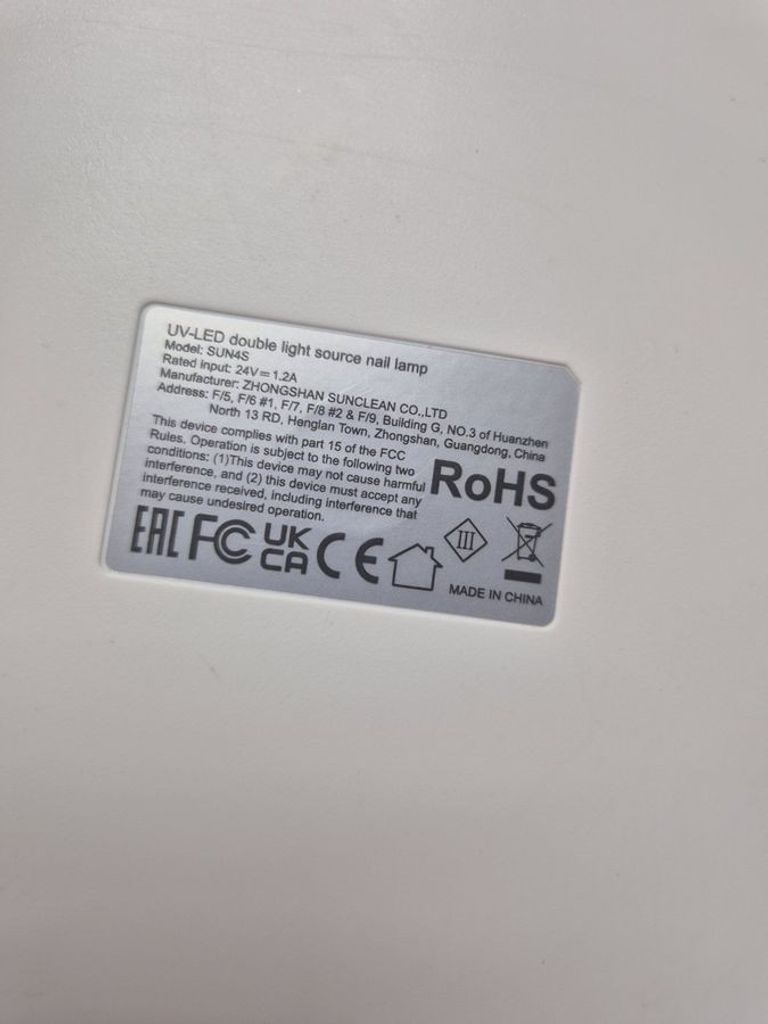 UV-LED double light source nail lamp
Model: SUN4S
Rated input: 24V⎓1.2A
Manufacturer: ZHONGSHAN SUNCLEAN CO.,LTD
Address: F/5, F/6 #1, F/7, F/8 #2 & F/9, Building G, NO.3 of Huanzhen
North 13 RD, Henglan Town, Zhongshan, Guangdong, China
This device complies with part 15 of the FCC
Rules. Operation is subject to the following two
conditions: (1)This device may not cause harmful
interference, and (2) this device must accept any
interference received, including interference that
may cause undesired operation.
RoHS
EAC FC UK
CA CE III
MADE IN CHINA